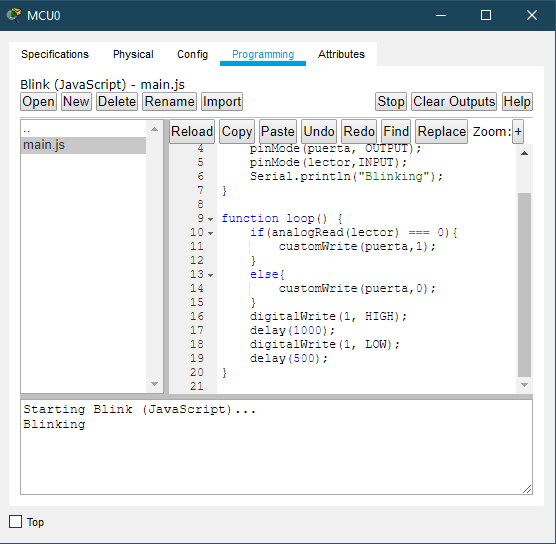 MCU0
Specifications Physical Config Programming Attributes
Blink (JavaScript) - main.js
Open New Delete Rename Import Stop Clear Outputs Help
..
main.js
Reload Copy Paste Undo Redo Find Replace Zoom: +
4 pinMode(puerta, OUTPUT);
5 pinMode(lector,INPUT);
6 Serial.println("Blinking");
7 }
8
9 function loop() {
10 if(analogRead(lector) === 0){
11 customWrite(puerta,1);
12 }
13 else{
14 customWrite(puerta,0);
15 }
16 digitalWrite(1, HIGH);
17 delay(1000);
18 digitalWrite(1, LOW);
19 delay(500);
20 }
21
Starting Blink (JavaScript)...
Blinking
Top